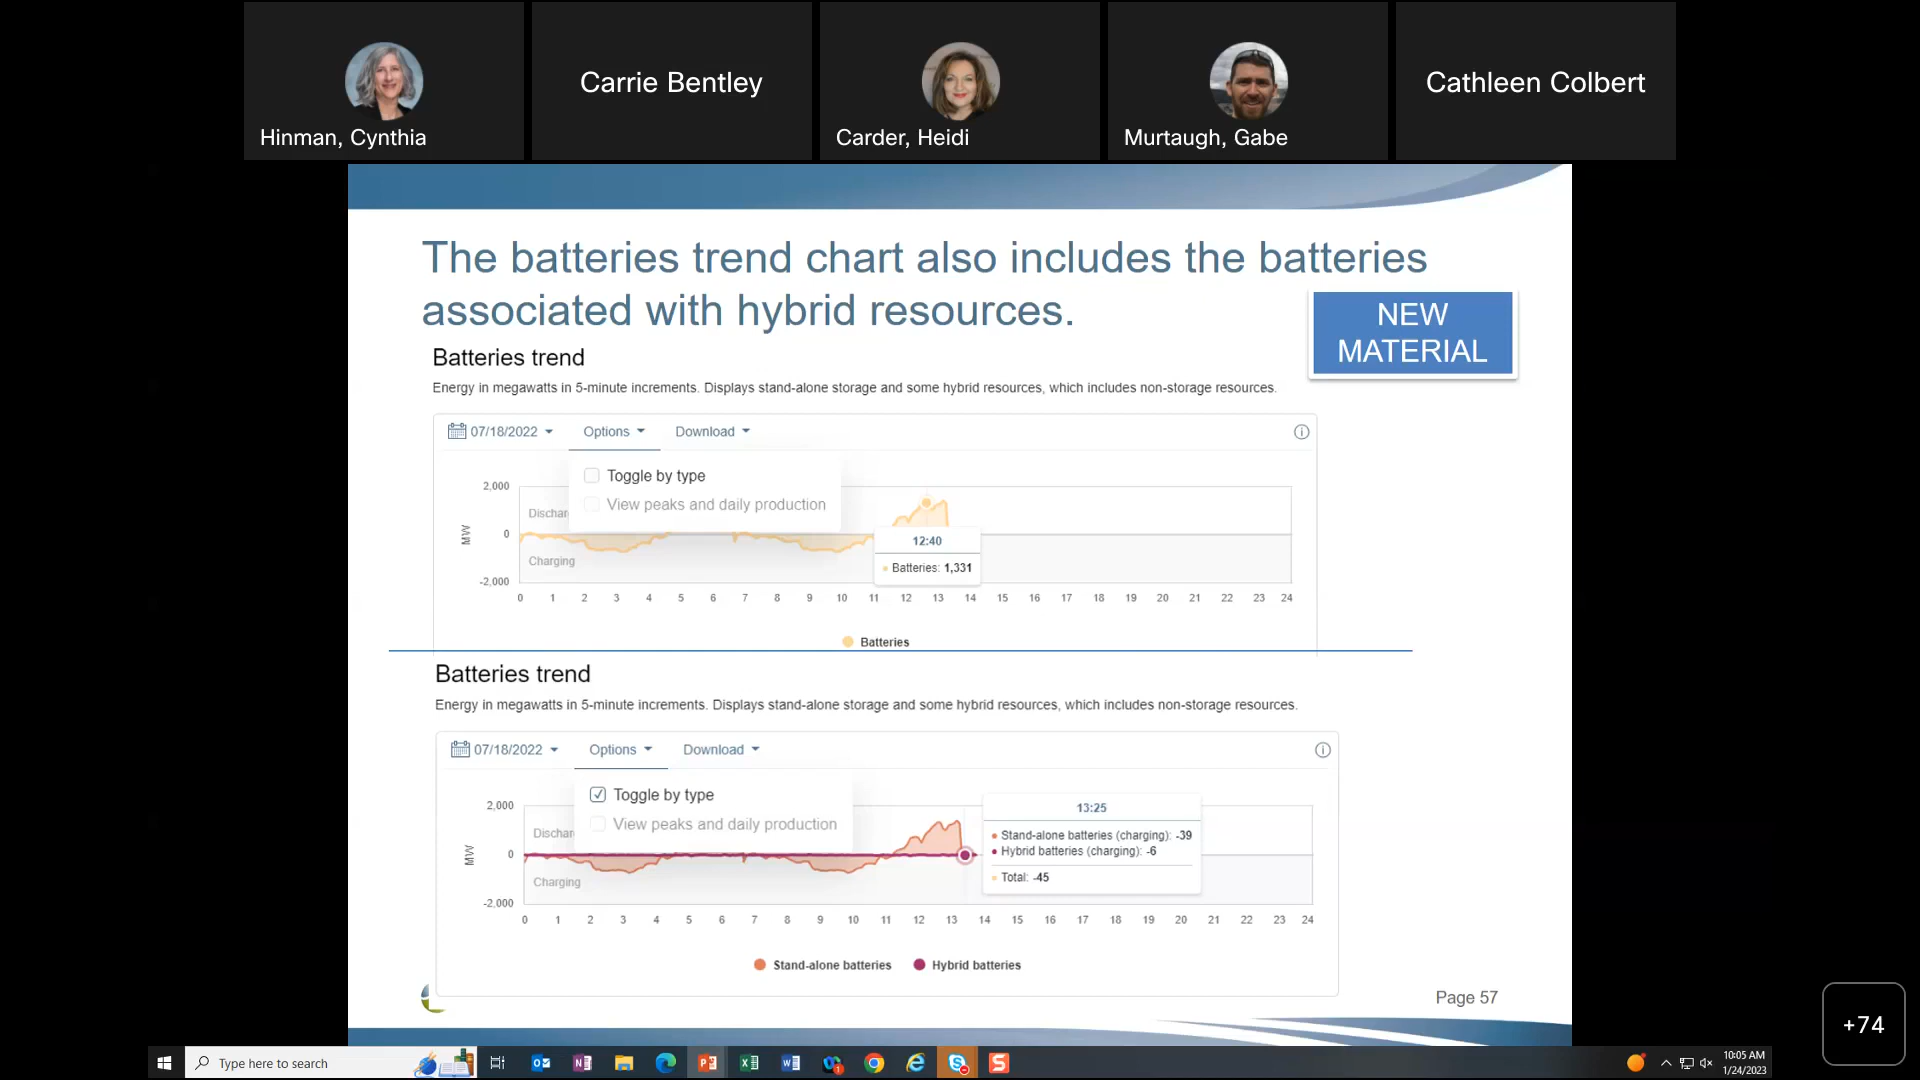 Hinman, Cynthia
Carrie Bentley
Carder, Heidi
Murtaugh, Gabe
Cathleen Colbert
The batteries trend chart also includes the batteries
associated with hybrid resources.
NEW
MATERIAL
Batteries trend
Energy in megawatts in 5-minute increments. Displays stand-alone storage and some hybrid resources, which includes non-storage resources.
07/18/2022 Options Download
Toggle by type
View peaks and daily production
2,000
Dischar
MW
0
Charging
-2,000
12:40
Batteries: 1,331
0 1 2 3 4 5 6 7 8 9 10 11 12 13 14 15 16 17 18 19 20 21 22 23 24
Batteries
Batteries trend
Energy in megawatts in 5-minute increments. Displays stand-alone storage and some hybrid resources, which includes non-storage resources.
07/18/2022 Options Download
Toggle by type
View peaks and daily production
2,000
Dischar
MW
0
Charging
-2,000
13:25
Stand-alone batteries (charging): -39
Hybrid batteries (charging): -6
Total: -45
0 1 2 3 4 5 6 7 8 9 10 11 12 13 14 15 16 17 18 19 20 21 22 23 24
Stand-alone batteries Hybrid batteries
Page 57
+74
Type here to search
10:05 AM
1/24/2023